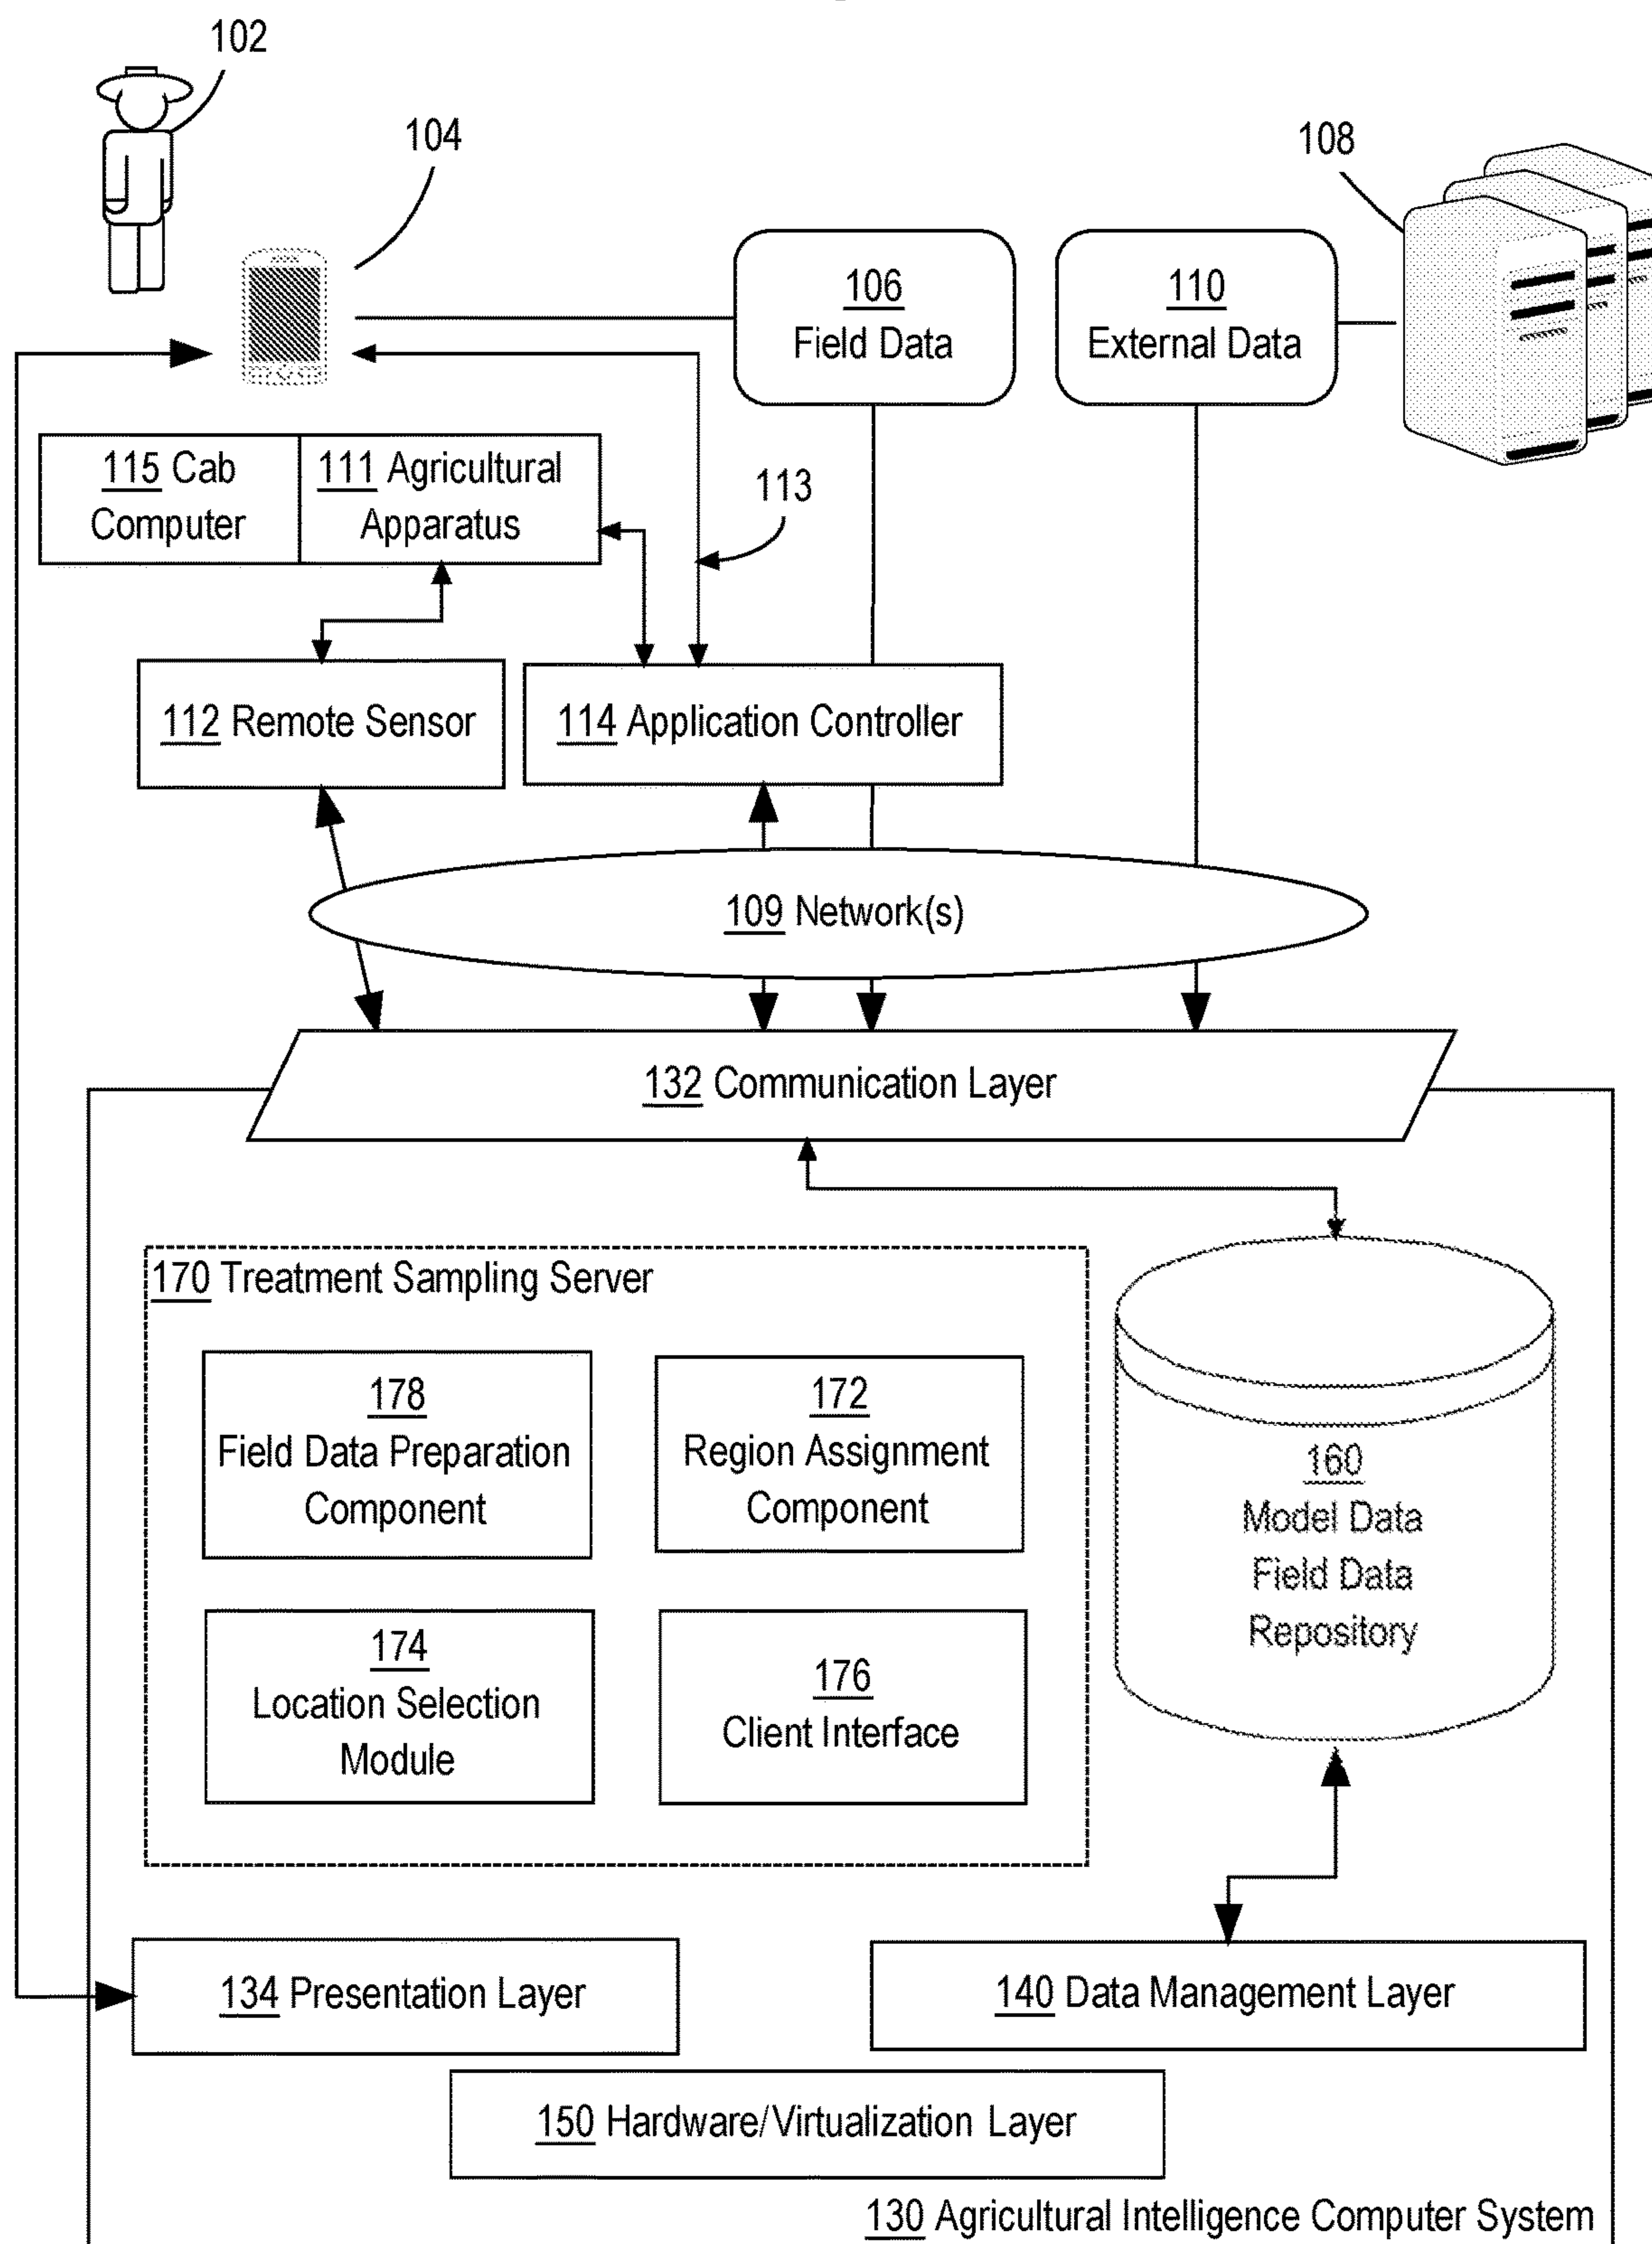 102
104
108
106
Field Data
110
External Data
115 Cab
Computer
111 Agricultural
Apparatus
113
112 Remote Sensor
114 Application Controller
109 Network(s)
132 Communication Layer
170 Treatment Sampling Server
178
Field Data Preparation
Component
172
Region Assignment
Component
160
Model Data
Field Data
Repository
174
Location Selection
Module
176
Client Interface
134 Presentation Layer
140 Data Management Layer
150 Hardware/Virtualization Layer
130 Agricultural Intelligence Computer System